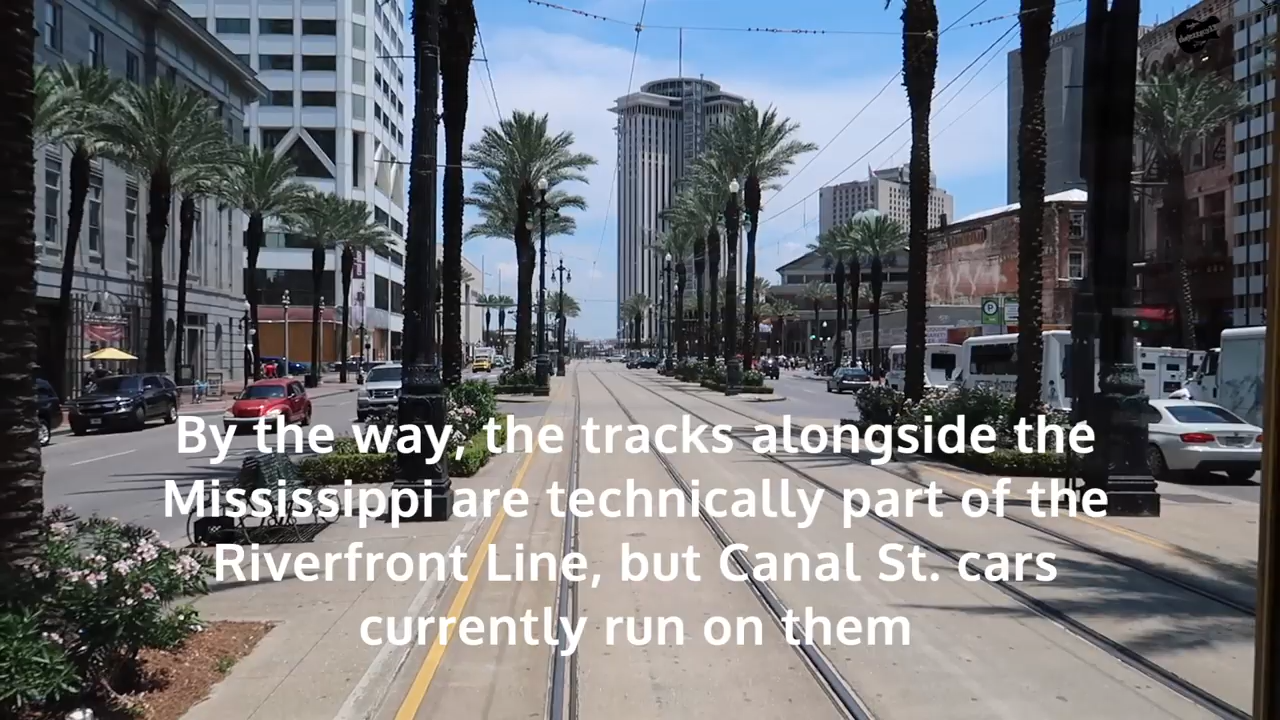 By the way, the tracks alongside the
Mississippi are technically part of the
Riverfront Line, but Canal St. cars
currently run on them